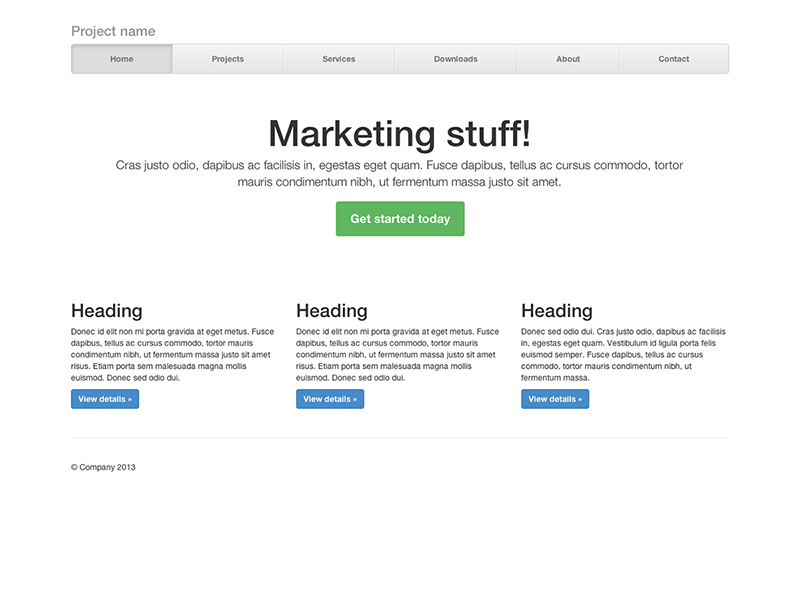 Project name
Home Projects Services Downloads About Contact
Marketing stuff!
Cras justo odio, dapibus ac facilisis in, egestas eget quam. Fusce dapibus, tellus ac cursus commodo, tortor
mauris condimentum nibh, ut fermentum massa justo sit amet.
Get started today
Heading
Donec id elit non mi porta gravida at eget metus. Fusce
dapibus, tellus ac cursus commodo, tortor mauris
condimentum nibh, ut fermentum massa justo sit amet
risus. Etiam porta sem malesuada magna mollis
euismod. Donec sed odio dui.
View details »
Heading
Donec id elit non mi porta gravida at eget metus. Fusce
dapibus, tellus ac cursus commodo, tortor mauris
condimentum nibh, ut fermentum massa justo sit amet
risus. Etiam porta sem malesuada magna mollis
euismod. Donec sed odio dui.
View details »
Heading
Donec sed odio dui. Cras justo odio, dapibus ac facilisis
in, egestas eget quam. Vestibulum id ligula porta felis
euismod semper. Fusce dapibus, tellus ac cursus
commodo, tortor mauris condimentum nibh, ut
fermentum massa.
View details »
© Company 2013